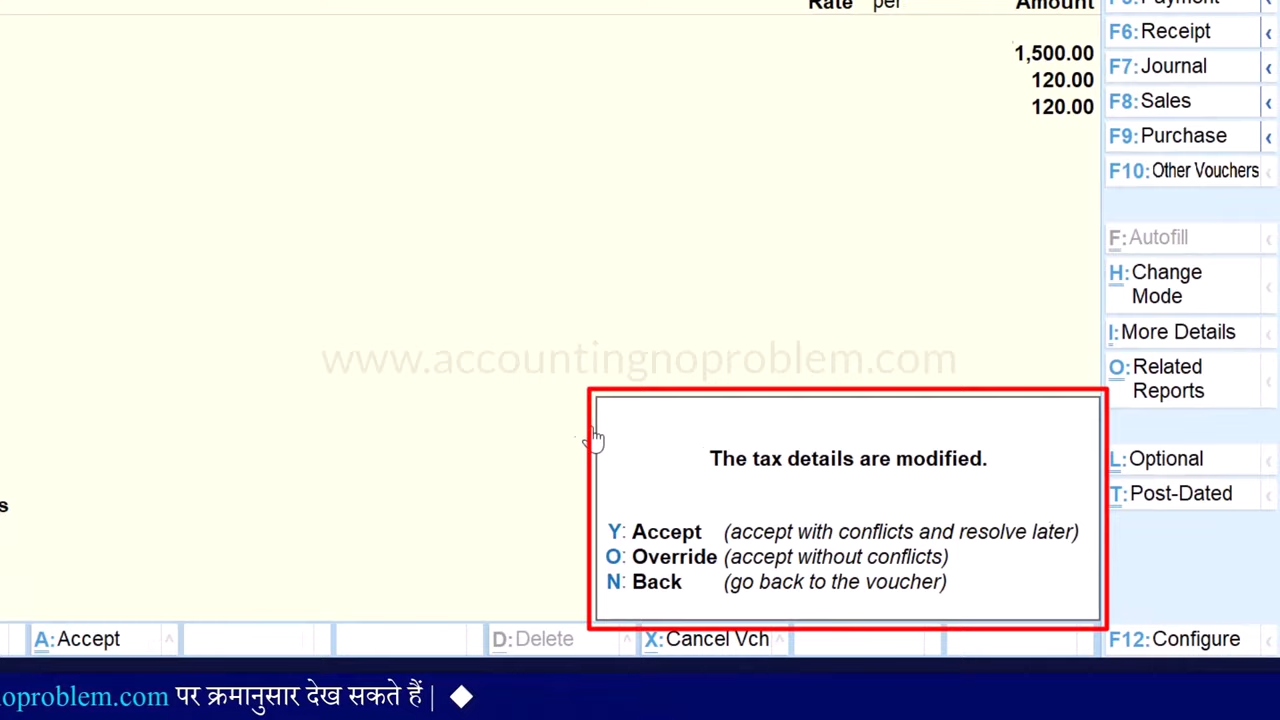 Rate per Amount
1,500.00
120.00
120.00
F5: Payment
F6: Receipt
F7: Journal
F8: Sales
F9: Purchase
F10: Other Vouchers
F: Autofill
H: Change
Mode
I: More Details
O: Related
Reports
L: Optional
T: Post-Dated
F12: Configure
www.accountingnoproblem.com
The tax details are modified.
Y: Accept (accept with conflicts and resolve later)
O: Override (accept without conflicts)
N: Back (go back to the voucher)
s
A: Accept
D: Delete
X: Cancel Vch
oproblem.com पर क्रमानुसार देख सकते हैं | ◆